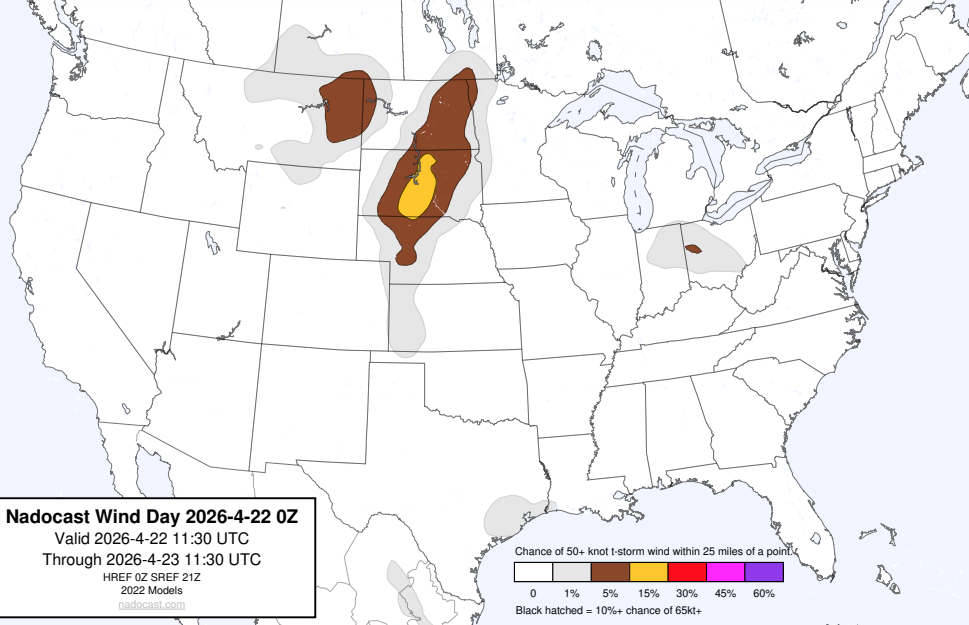 Nadocast Wind Day 2026-4-22 0Z
Valid 2026-4-22 11:30 UTC
Through 2026-4-23 11:30 UTC
HREF 0Z SREF 21Z
2022 Models
nadocast.com
Chance of 50+ knot t-storm wind within 25 miles of a point.
0 1% 5% 15% 30% 45% 60%
Black hatched = 10%+ chance of 65kt+